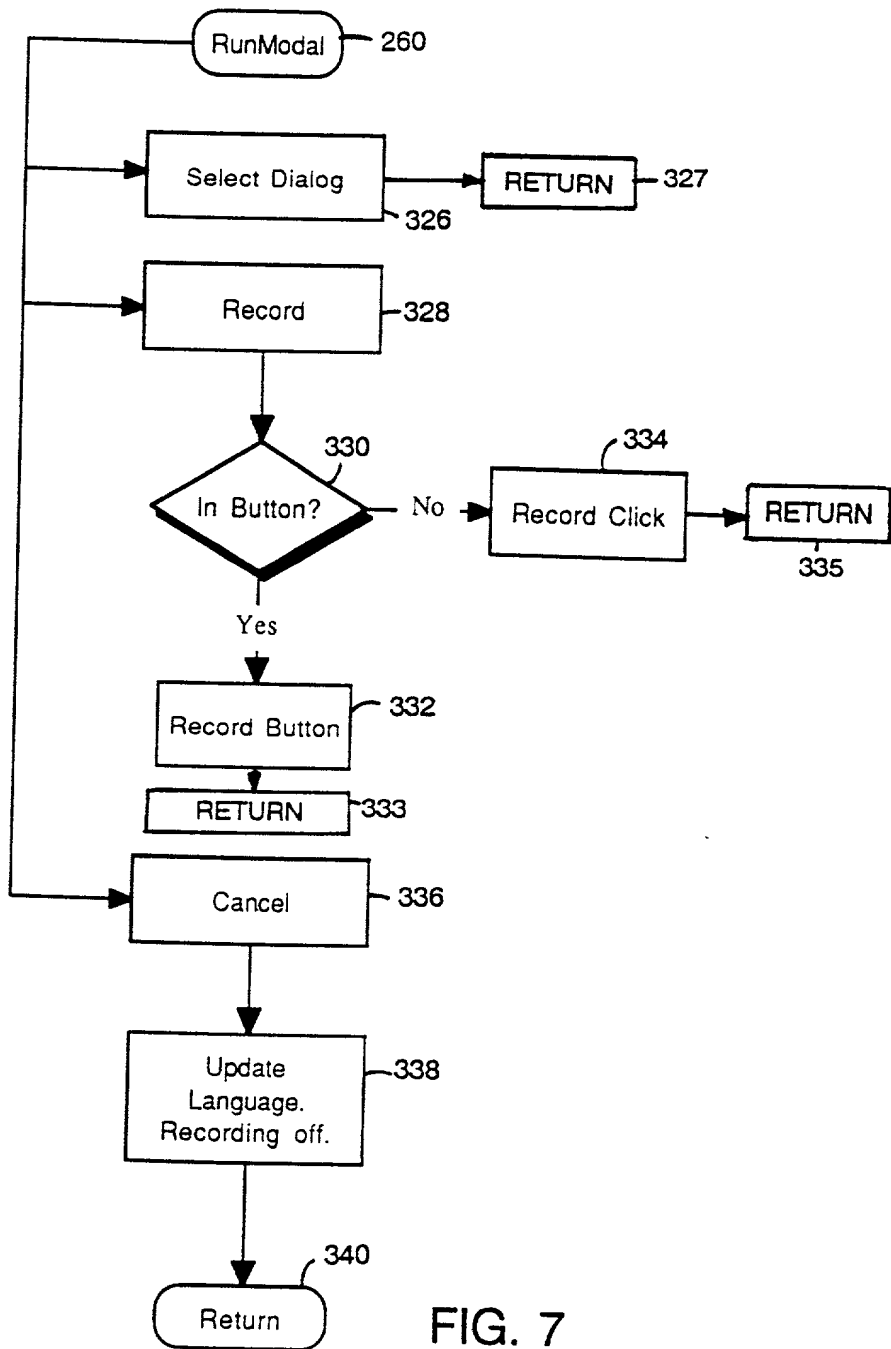 RunModal
260
Select Dialog
326
RETURN
327
Record
328
330
In Button?
No
334
Record Click
RETURN
335
Yes
Record Button
332
RETURN
333
Cancel
336
Update
Language.
Recording off.
338
340
Return
FIG. 7